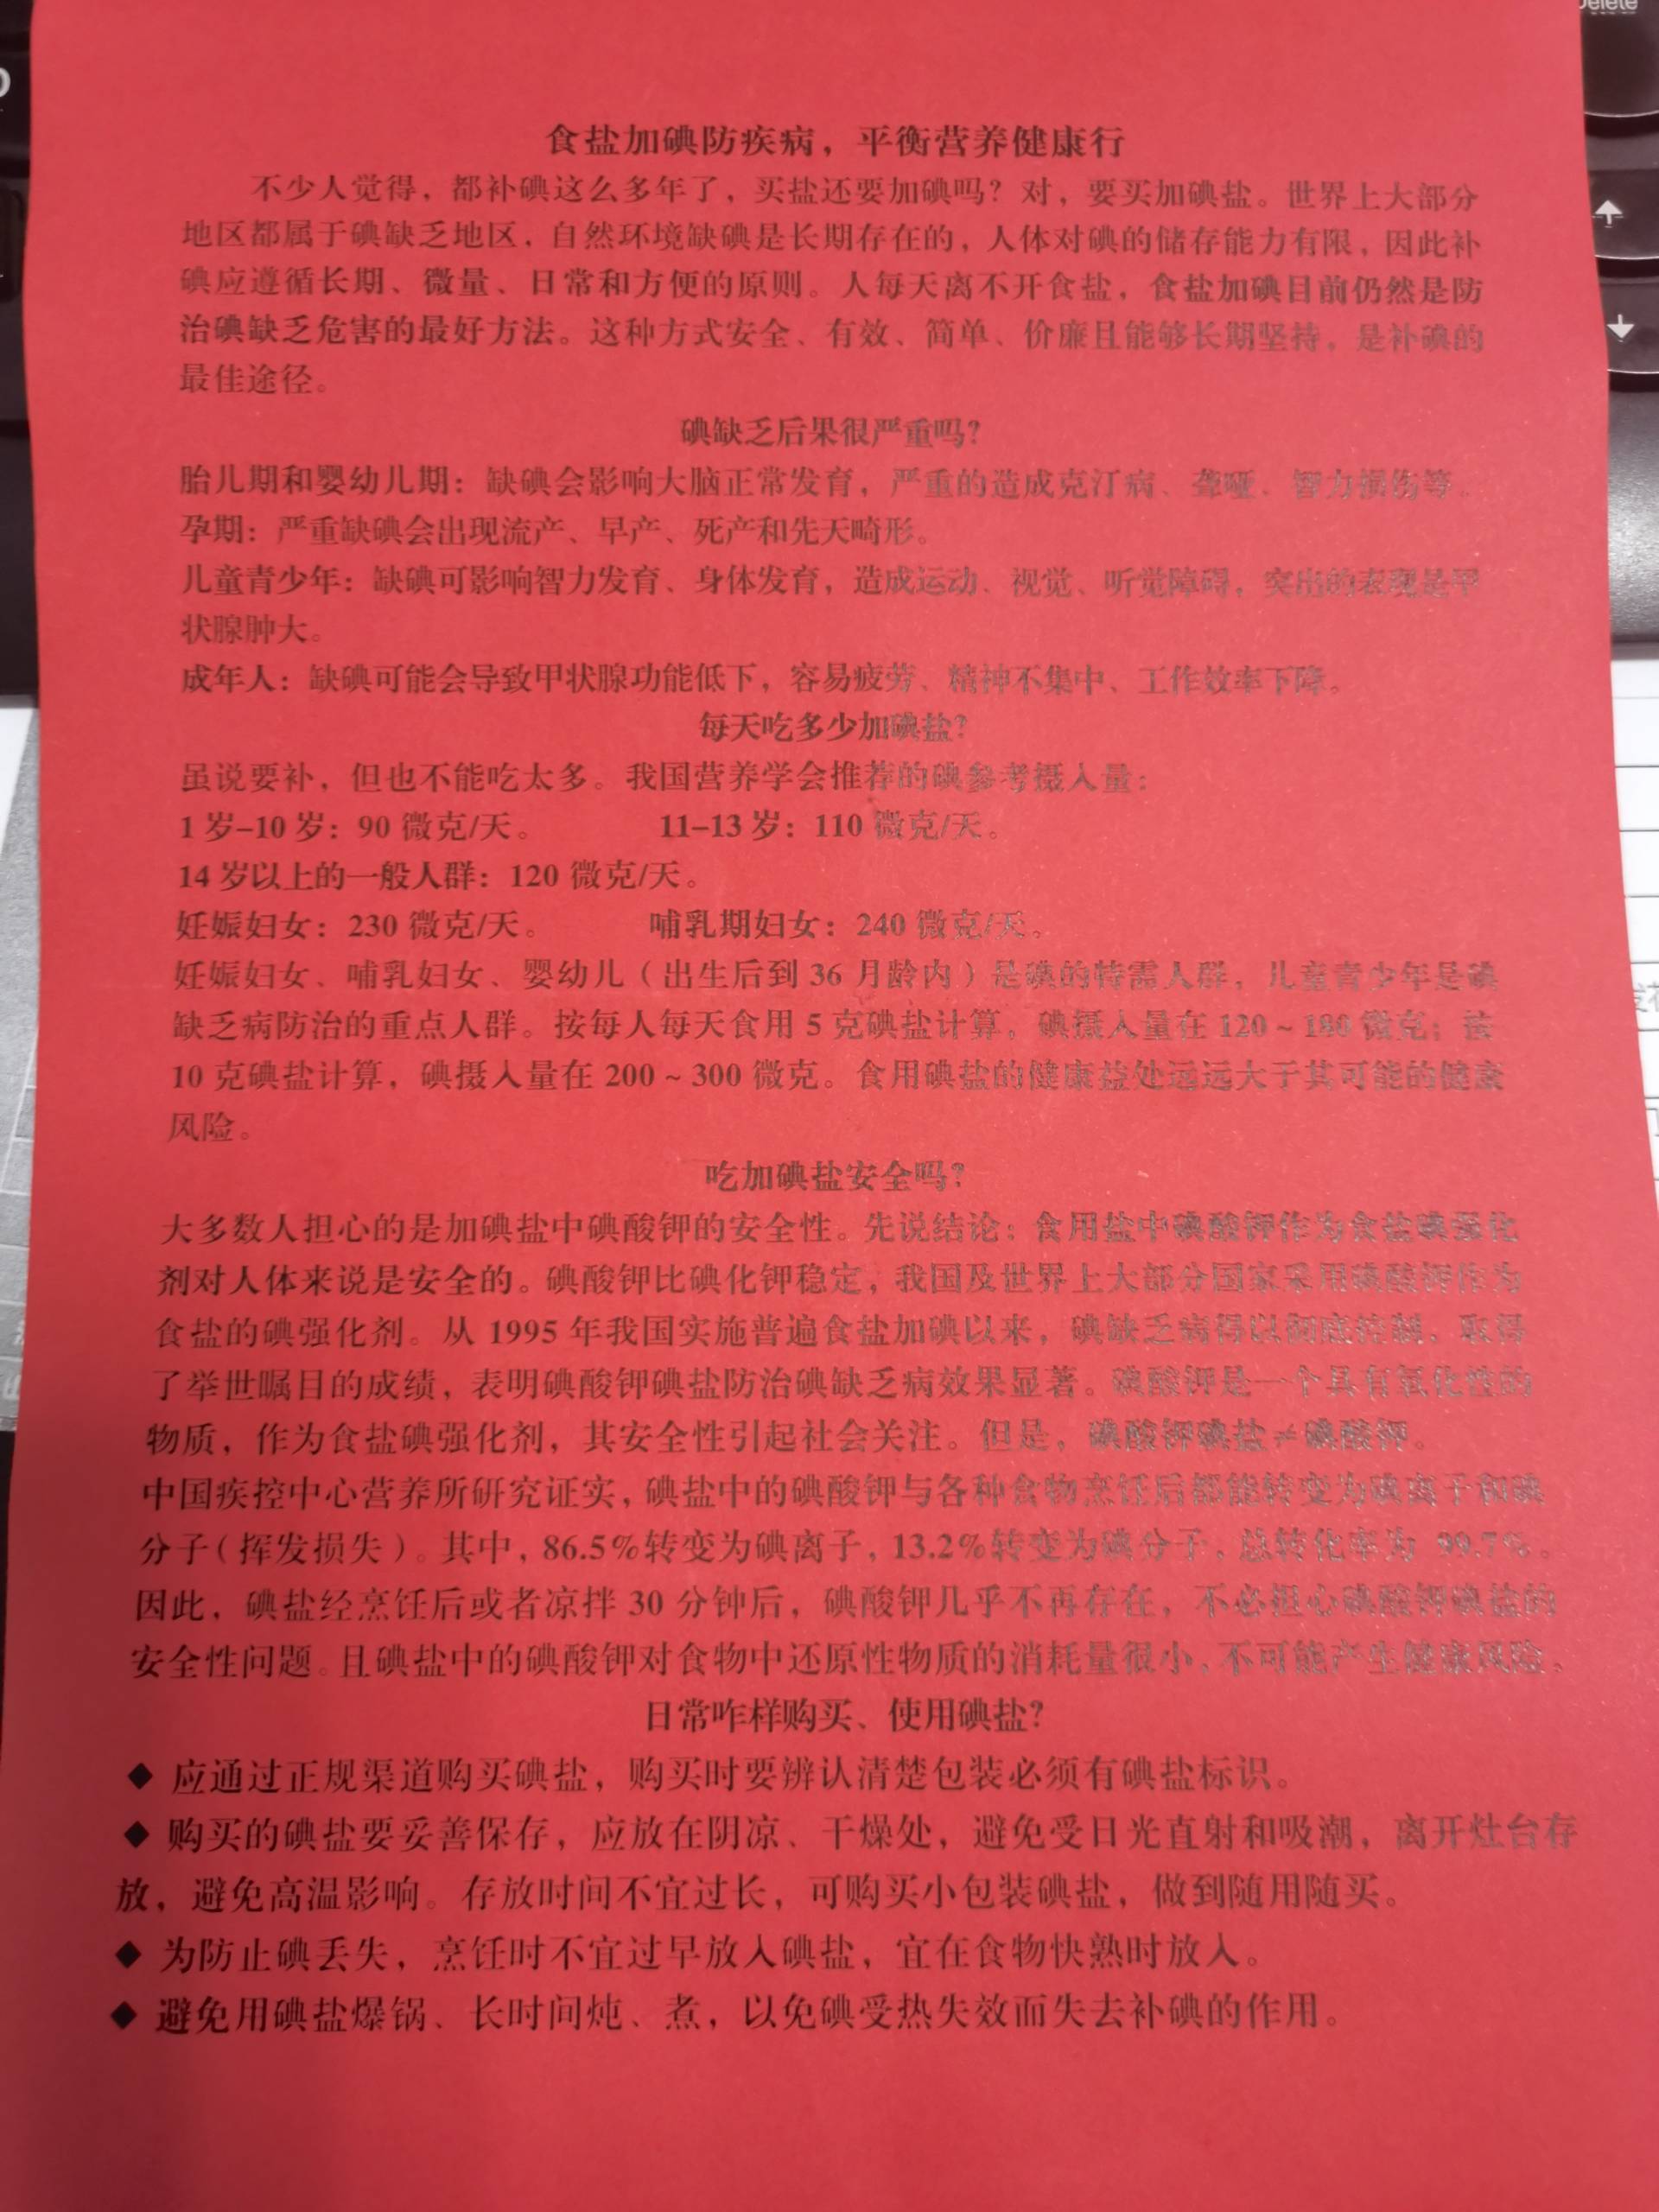 Delete
食盐加碘防疾病，平衡营养健康行
不少人觉得，都补碘这么多年了，买盐还要加碘吗？对，要买加碘盐。世界上大部分
地区都属于碘缺乏地区，自然环境缺碘是长期存在的，人体对碘的储存能力有限，因此补
碘应遵循长期、微量、日常和方便的原则。人每天离不开食盐，食盐加碘目前仍然是防
治碘缺乏危害的最好方法。这种方式安全、有效、简单、价廉且能够长期坚持，是补碘的
最佳途径。
碘缺乏后果很严重吗？
胎儿期和婴幼儿期：缺碘会影响大脑正常发育，严重的造成克汀病、聋哑、智力损伤等。
孕期：严重缺碘会出现流产、早产、死产和先天畸形。
儿童青少年：缺碘可影响智力发育、身体发育，造成运动、视觉、听觉障碍，突出的表现是甲
状腺肿大。
成年人：缺碘可能会导致甲状腺功能低下，容易疲劳、精神不集中、工作效率下降。
每天吃多少加碘盐？
虽说要补，但也不能吃太多。我国营养学会推荐的碘参考摄入量：
1岁–10岁：90 微克/天。 11–13岁：110 微克/天。
14岁以上的一般人群：120 微克/天。
妊娠妇女：230 微克/天。 哺乳期妇女：240 微克/天。
妊娠妇女、哺乳妇女、婴幼儿（出生后到 36 月龄内）是碘的特需人群，儿童青少年是碘
缺乏病防治的重点人群。按每人每天食用 5 克碘盐计算，碘摄入量在 120～180 微克；按
10 克碘盐计算，碘摄入量在 200～300 微克。食用碘盐的健康益处远远大于其可能的健康
风险。
吃加碘盐安全吗？
大多数人担心的是加碘盐中碘酸钾的安全性。先说结论：食用盐中碘酸钾作为食盐碘强化
剂对人体来说是安全的。碘酸钾比碘化钾稳定，我国及世界上大部分国家采用碘酸钾作为
食盐的碘强化剂。从 1995 年我国实施普遍食盐加碘以来，碘缺乏病得以彻底控制，取得
了举世瞩目的成绩，表明碘酸钾碘盐防治碘缺乏病效果显著。碘酸钾是一个具有氧化性的
物质，作为食盐碘强化剂，其安全性引起社会关注。但是，碘酸钾碘盐≠碘酸钾。
中国疾控中心营养所研究证实，碘盐中的碘酸钾与各种食物烹饪后都能转变为碘离子和碘
分子（挥发损失）。其中，86.5%转变为碘离子，13.2%转变为碘分子，总转化率为 99.7%。
因此，碘盐经烹饪后或者凉拌 30 分钟后，碘酸钾几乎不再存在，不必担心碘酸钾碘盐的
安全性问题。且碘盐中的碘酸钾对食物中还原性物质的消耗量很小，不可能产生健康风险。
日常咋样购买、使用碘盐？
◆ 应通过正规渠道购买碘盐，购买时要辨认清楚包装必须有碘盐标识。
◆ 购买的碘盐要妥善保存，应放在阴凉、干燥处，避免受日光直射和吸潮，离开灶台存
放，避免高温影响。存放时间不宜过长，可购买小包装碘盐，做到随用随买。
◆ 为防止碘丢失，烹饪时不宜过早放入碘盐，宜在食物快熟时放入。
◆ 避免用碘盐爆锅、长时间炖、煮，以免碘受热失效而失去补碘的作用。